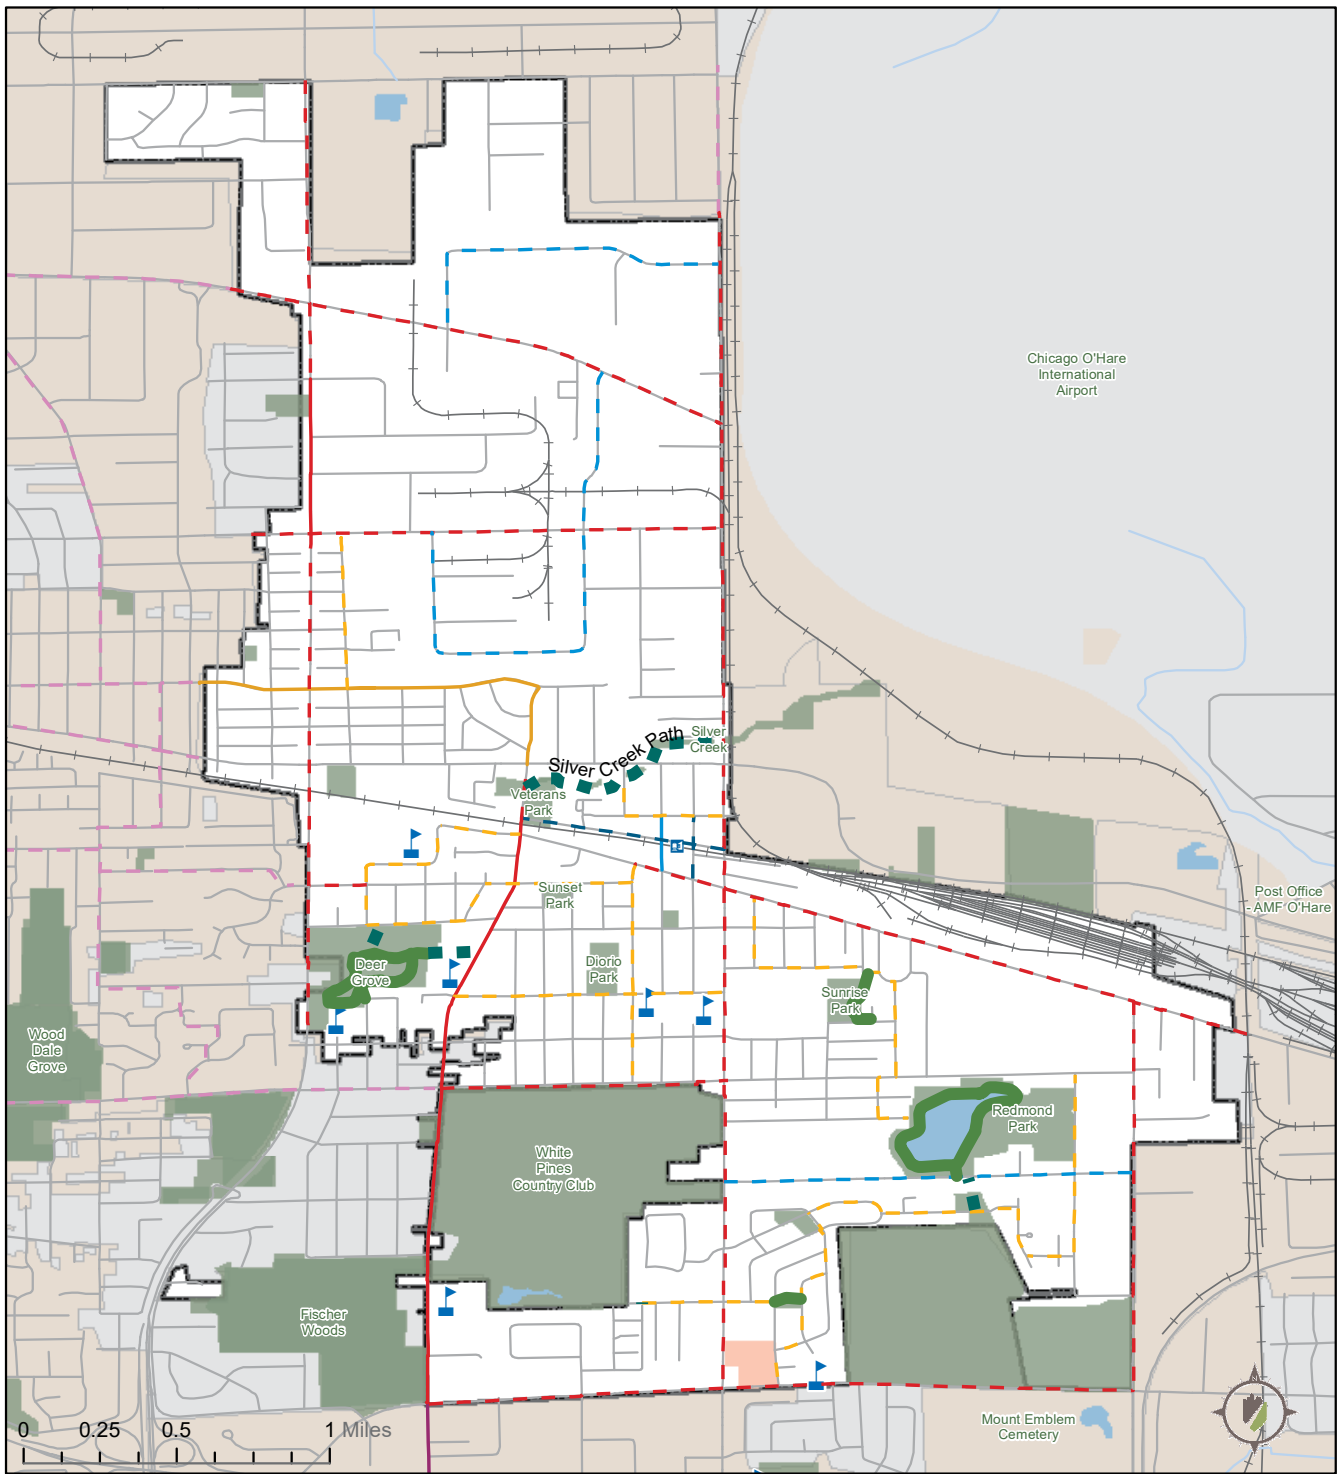 Chicago O'Hare
International
Airport
Silver Creek Path
Silver
Creek
Veterans
Park
Sunset
Park
Post Office
- AMF O'Hare
Deer
Grove
Diorio
Park
Sunrise
Park
Wood
Dale
Grove
Redmond
Park
White
Pines
Country Club
Fischer
Woods
Mount Emblem
Cemetery
0 0.25 0.5 1 Miles